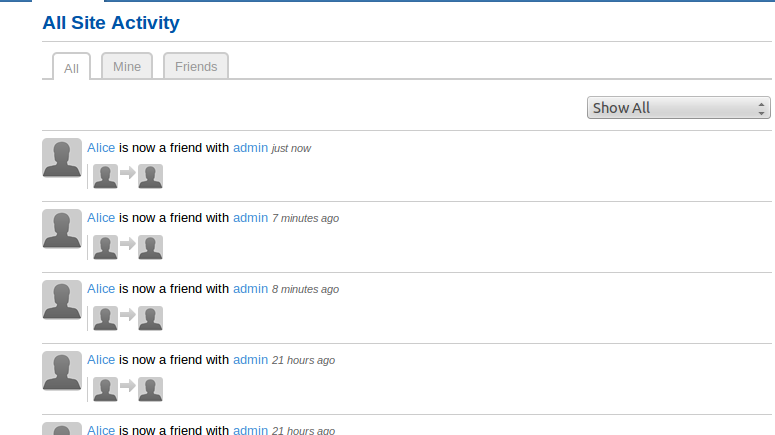 All Site Activity
All Mine Friends
Show All
Alice is now a friend with admin just now
Alice is now a friend with admin 7 minutes ago
Alice is now a friend with admin 8 minutes ago
Alice is now a friend with admin 21 hours ago
Alice is now a friend with admin 21 hours ago